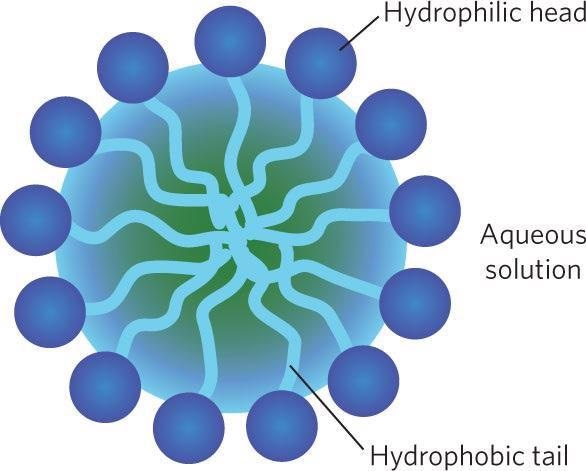 Hydrophilic head
Aqueous
solution
Hydrophobic tail